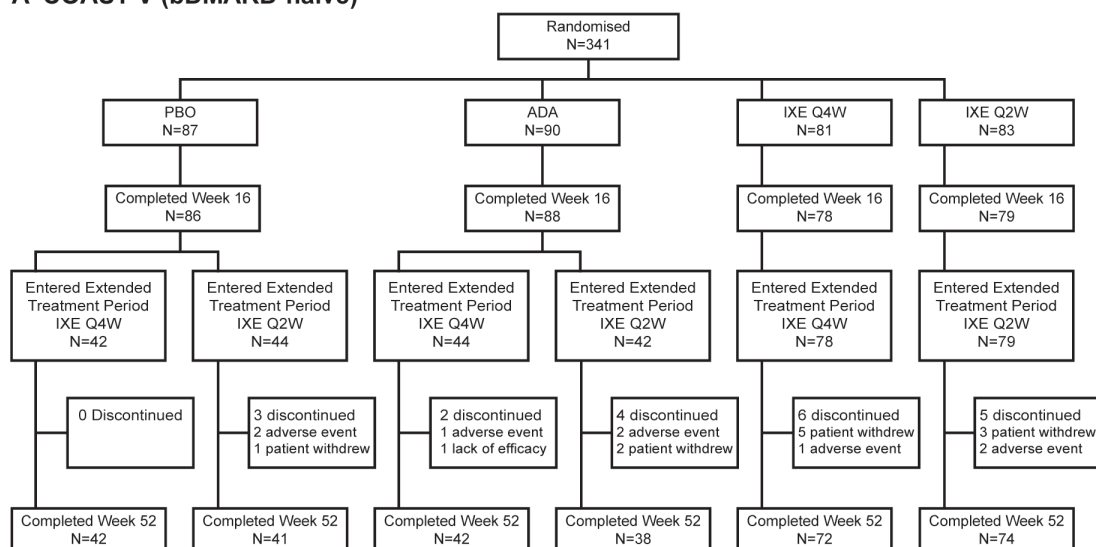 A COAST-V (bDMARD-naïve)
Randomised
N=341
PBO
N=87
ADA
N=90
IXE Q4W
N=81
IXE Q2W
N=83
Completed Week 16
N=86
Completed Week 16
N=88
Completed Week 16
N=78
Completed Week 16
N=79
Entered Extended
Treatment Period
IXE Q4W
N=42
Entered Extended
Treatment Period
IXE Q2W
N=44
Entered Extended
Treatment Period
IXE Q4W
N=44
Entered Extended
Treatment Period
IXE Q2W
N=42
Entered Extended
Treatment Period
IXE Q4W
N=78
Entered Extended
Treatment Period
IXE Q2W
N=79
0 Discontinued
3 discontinued
2 adverse event
1 patient withdrew
2 discontinued
1 adverse event
1 lack of efficacy
4 discontinued
2 adverse event
2 patient withdrew
6 discontinued
5 patient withdrew
1 adverse event
5 discontinued
3 patient withdrew
2 adverse event
Completed Week 52
N=42
Completed Week 52
N=41
Completed Week 52
N=42
Completed Week 52
N=38
Completed Week 52
N=72
Completed Week 52
N=74